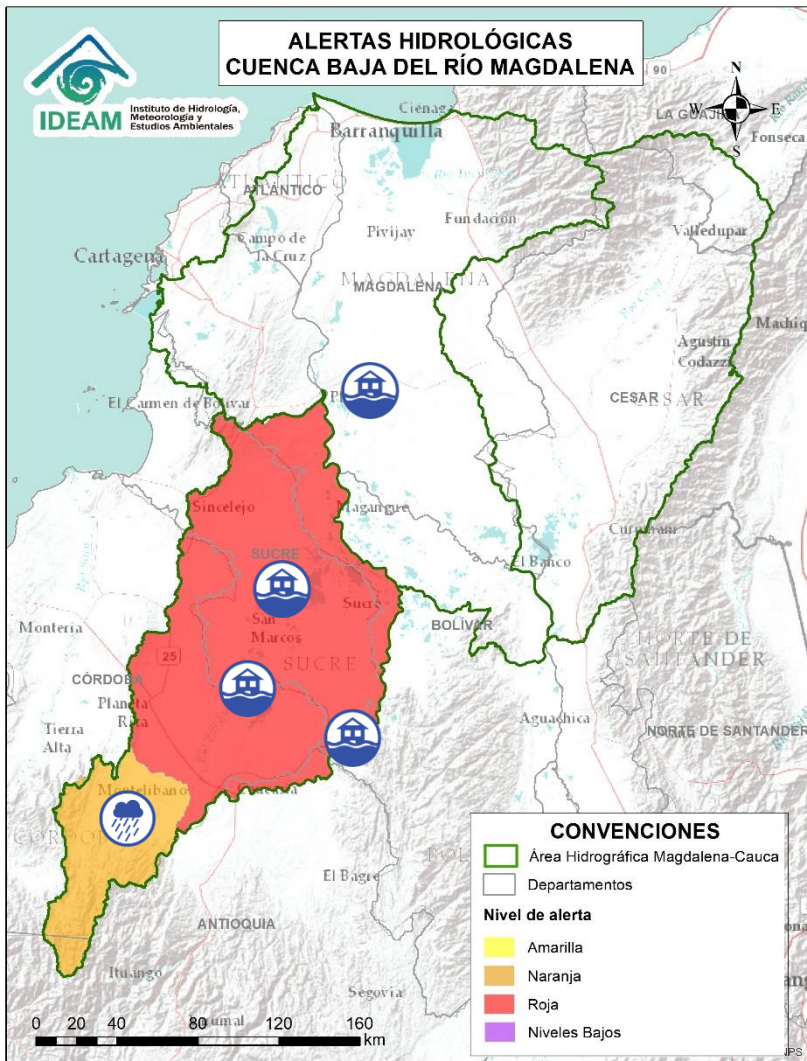 ALERTAS HIDROLÓGICAS
CUENCA BAJA DEL RÍO MAGDALENA
IDEAM
Instituto de Hidrología,
Meteorología y
Estudios Ambientales
N
W E
S
90
LA GUAJIRA
Ciénaga
Barranquilla
Fonseca
ATLÁNTICO
ATLÁNTICO
Pivijay
Fundación
Valledupar
Campo de
la Cruz
Cartagena
MAGDALENA
MAGDALENA
Agustín
Codazzi
CESAR
CESAR
El Carmen de Bolívar
Sincelejo
Magangue
Curumaní
SUCRE
El Banco
Sucre
San
Marcos
BOLÍVAR
Montería
25
SUCRE
NORTE DE
SANTANDER
CÓRDOBA
Planeta
Rica
Aguachica
Tierra
Alta
NORTE DE SANTANDER
Montelíbano
El Bagre
ANTIOQUIA
Ituango
Segovia
0 20 40 80 120 160
km
CONVENCIONES
Área Hidrográfica Magdalena-Cauca
Departamentos
Nivel de alerta
Amarilla
Naranja
Roja
Niveles Bajos